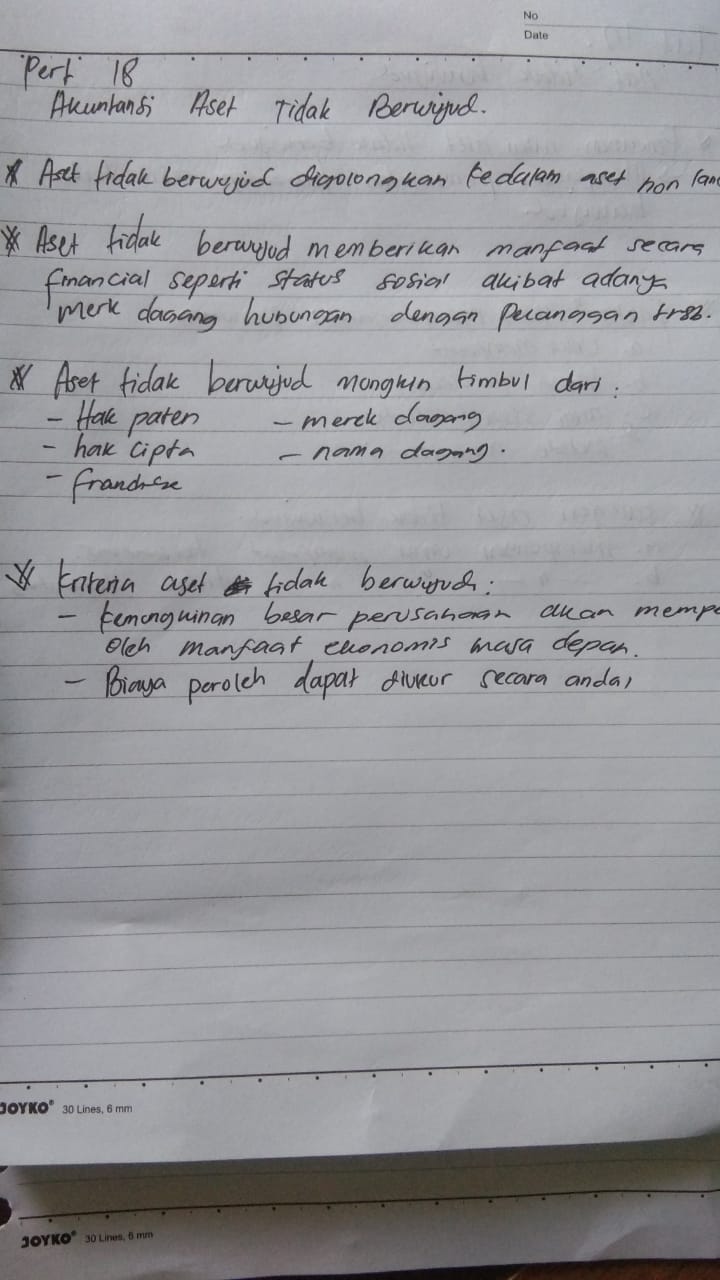 No
Date
Pert 18
Akuntansi Aset Tidak Berwujud.
* Aset tidak berwujud digolongkan kedalam aset non lanc
* Aset tidak berwujud memberikan manfaat secara
financial seperti status sosial akibat adanya
merk dagang hubungan dengan pelanggan trsb.
* Aset tidak berwujud mungkin timbul dari :
- Hak paten - merek dagang
- hak cipta - nama dagang.
- franchise
* kriteria aset tidak berwujud :
- kemungkinan besar perusahaan akan mempe
oleh manfaat ekonomis masa depan.
- Biaya peroleh dapat diukur secara andal
JOYKO® 30 Lines, 6 mm
JOYKO® 30 Lines, 6 mm